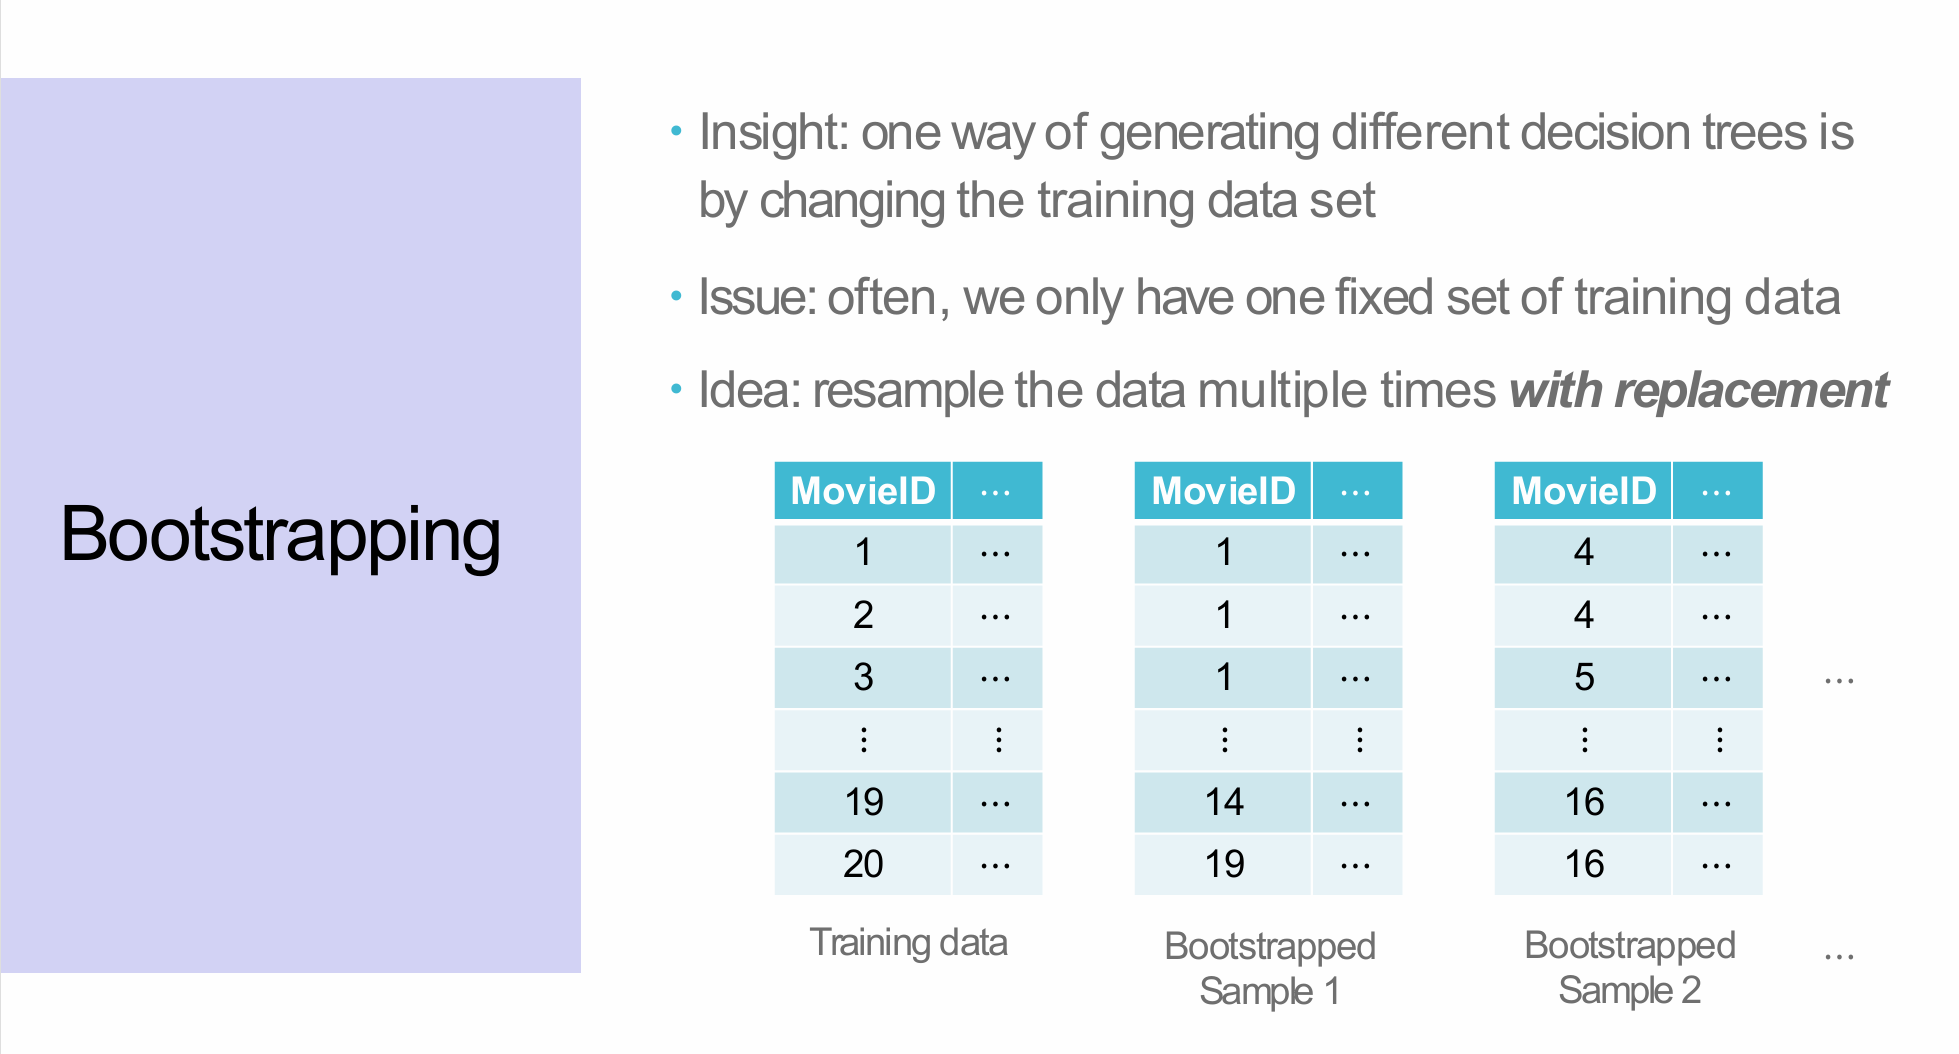 Bootstrapping
• Insight: one way of generating different decision trees is
by changing the training data set
• Issue: often, we only have one fixed set of training data
• Idea: resample the data multiple times with replacement
MovieID ⋯
1 ⋯
2 ⋯
3 ⋯
⋮ ⋮
19 ⋯
20 ⋯
Training data
MovieID ⋯
1 ⋯
1 ⋯
1 ⋯
⋮ ⋮
14 ⋯
19 ⋯
Bootstrapped
Sample 1
MovieID ⋯
4 ⋯
4 ⋯
5 ⋯
⋮ ⋮
16 ⋯
16 ⋯
Bootstrapped
Sample 2
⋯
⋯